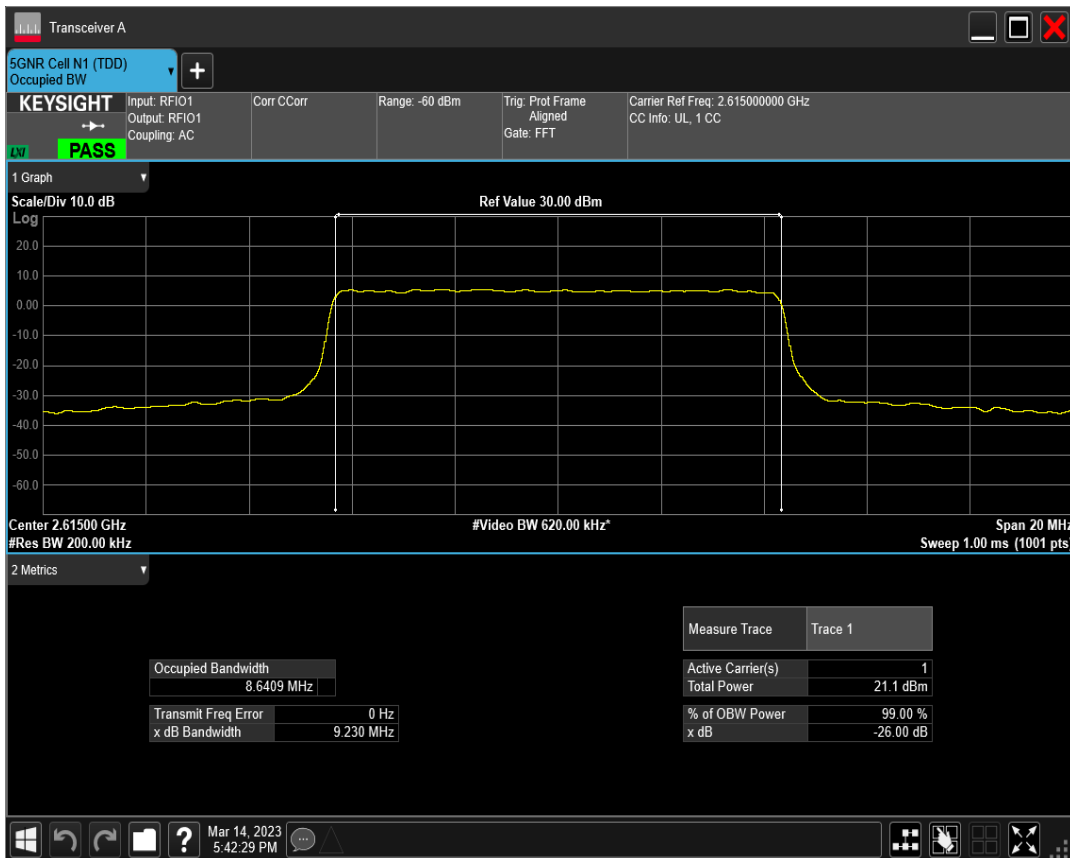 Transceiver A
5GNR Cell N1 (TDD)
Occupied BW
+
KEYSIGHT
LXI
PASS
Input: RFIO1
Output: RFIO1
Coupling: AC
Corr CCorr
Range: -60 dBm
Trig: Prot Frame
Aligned
Gate: FFT
Carrier Ref Freq: 2.615000000 GHz
CC Info: UL, 1 CC
1 Graph
Scale/Div 10.0 dB
Ref Value 30.00 dBm
Log
20.0
10.0
0.00
-10.0
-20.0
-30.0
-40.0
-50.0
-60.0
Center 2.61500 GHz
#Video BW 620.00 kHz*
Span 20 MHz
#Res BW 200.00 kHz
Sweep 1.00 ms (1001 pts)
2 Metrics
Measure Trace Trace 1
Occupied Bandwidth
8.6409 MHz
Active Carrier(s) 1
Total Power 21.1 dBm
Transmit Freq Error 0 Hz
x dB Bandwidth 9.230 MHz
% of OBW Power 99.00 %
x dB -26.00 dB
?
Mar 14, 2023
5:42:29 PM